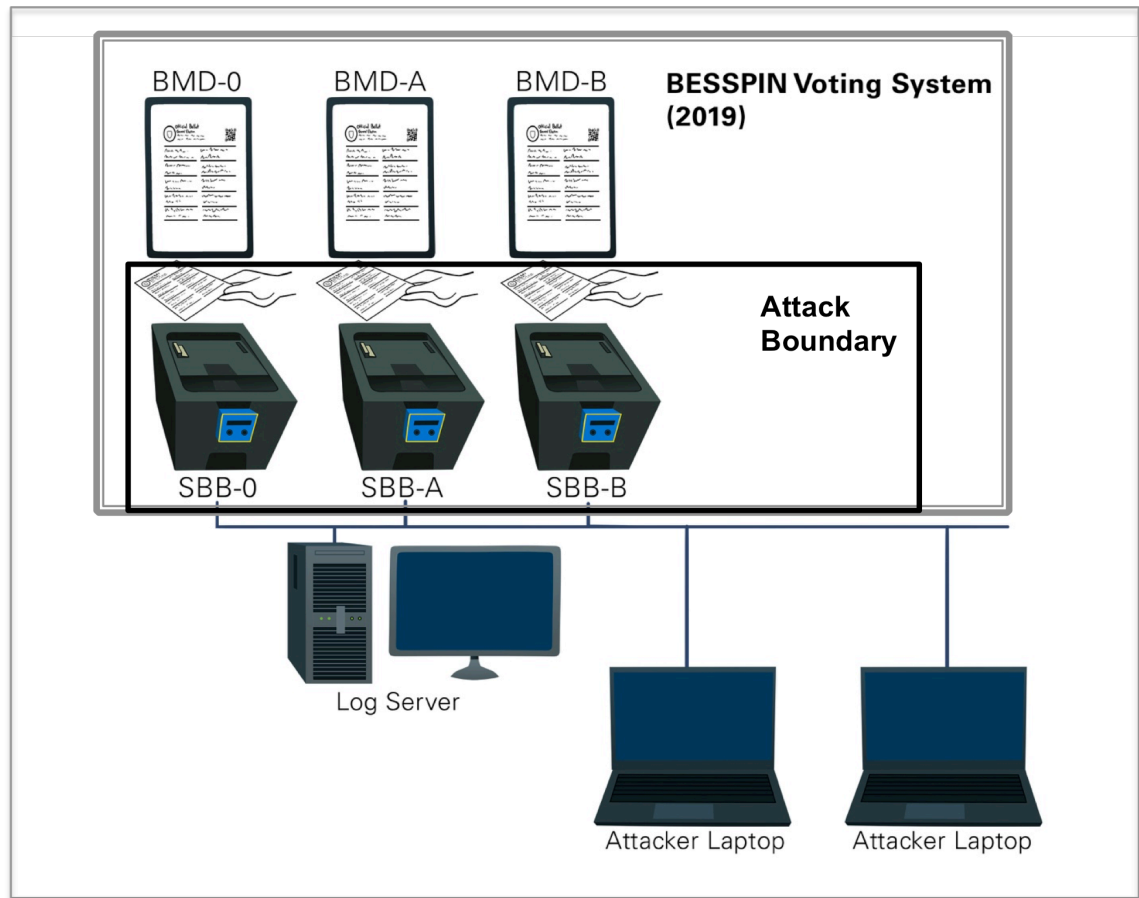 BMD-0
BMD-A
BMD-B
BESSPIN Voting System
(2019)
Attack
Boundary
SBB-0
SBB-A
SBB-B
Log Server
Attacker Laptop
Attacker Laptop